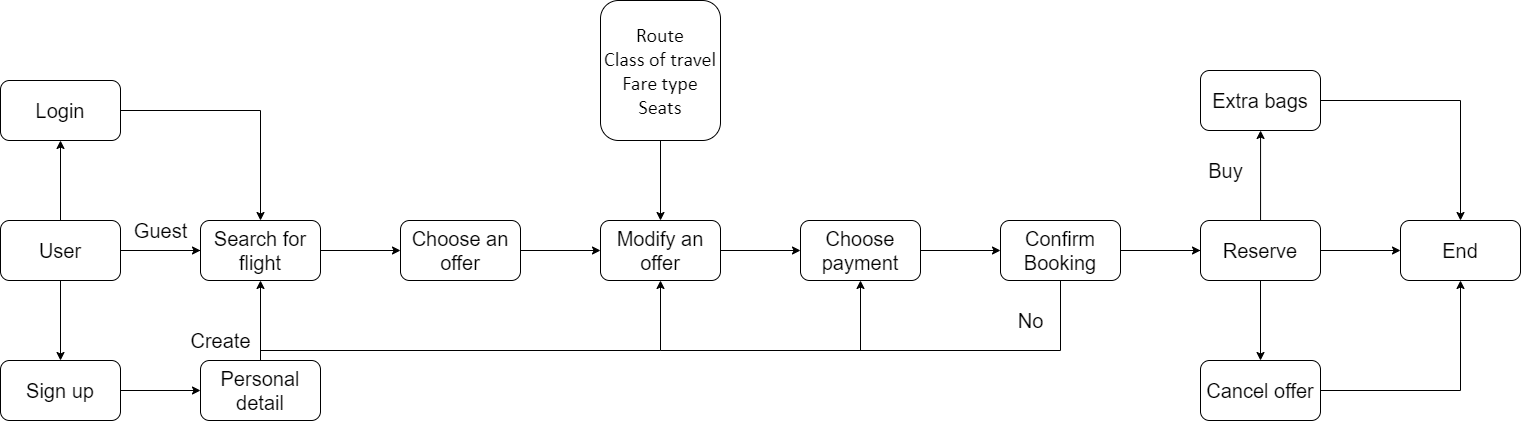 Route
Class of travel
Fare type
Seats
Login
Extra bags
Buy
User
Guest
Search for
flight
Choose an
offer
Modify an
offer
Choose
payment
Confirm
Booking
Reserve
End
No
Create
Sign up
Personal
detail
Cancel offer